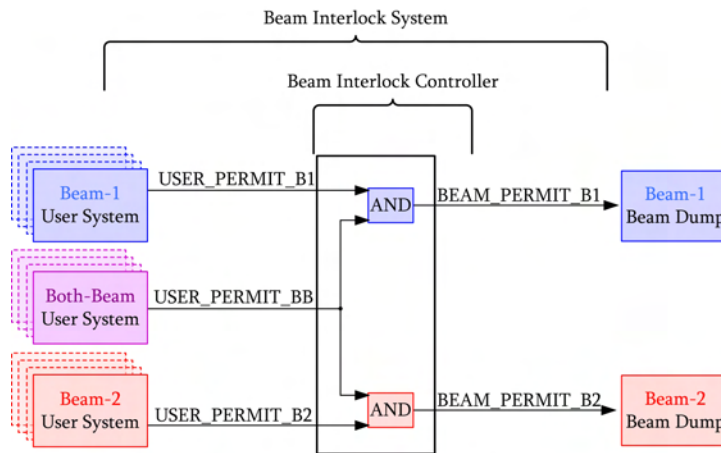 Beam Interlock System
Beam Interlock Controller
Beam-1
User System
USER_PERMIT_B1
AND
BEAM_PERMIT_B1
Beam-1
Beam Dump
Both-Beam
User System
USER_PERMIT_BB
Beam-2
User System
USER_PERMIT_B2
AND
BEAM_PERMIT_B2
Beam-2
Beam Dump